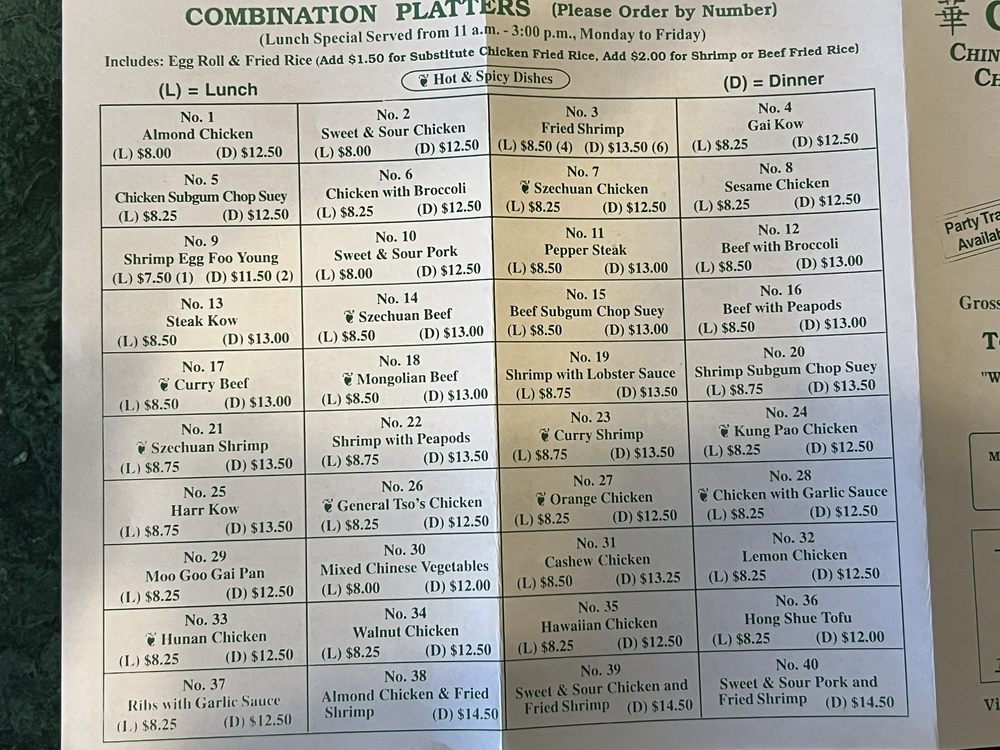 COMBINATION PLATTERS (Please Order by Number)
(Lunch Special Served from 11 a.m. - 3:00 p.m., Monday to Friday)
Includes: Egg Roll & Fried Rice (Add $1.50 for Substitute Chicken Fried Rice, Add $2.00 for Shrimp or Beef Fried Rice)
(L) = Lunch
Hot & Spicy Dishes
(D) = Dinner
No. 1
Almond Chicken
(L) $8.00 (D) $12.50
No. 2
Sweet & Sour Chicken
(L) $8.00 (D) $12.50
No. 3
Fried Shrimp
(L) $8.50 (4) (D) $13.50 (6)
No. 4
Gai Kow
(L) $8.25 (D) $12.50
No. 5
Chicken Subgum Chop Suey
(L) $8.25 (D) $12.50
No. 6
Chicken with Broccoli
(L) $8.25 (D) $12.50
No. 7
Szechuan Chicken
(L) $8.25 (D) $12.50
No. 8
Sesame Chicken
(L) $8.25 (D) $12.50
No. 9
Shrimp Egg Foo Young
(L) $7.50 (1) (D) $11.50 (2)
No. 10
Sweet & Sour Pork
(L) $8.00 (D) $12.50
No. 11
Pepper Steak
(L) $8.50 (D) $13.00
No. 12
Beef with Broccoli
(L) $8.50 (D) $13.00
No. 13
Steak Kow
(L) $8.50 (D) $13.00
No. 14
Szechuan Beef
(L) $8.50 (D) $13.00
No. 15
Beef Subgum Chop Suey
(L) $8.50 (D) $13.00
No. 16
Beef with Peapods
(L) $8.50 (D) $13.00
No. 17
Curry Beef
(L) $8.50 (D) $13.00
No. 18
Mongolian Beef
(L) $8.50 (D) $13.00
No. 19
Shrimp with Lobster Sauce
(L) $8.75 (D) $13.50
No. 20
Shrimp Subgum Chop Suey
(L) $8.75 (D) $13.50
No. 21
Szechuan Shrimp
(L) $8.75 (D) $13.50
No. 22
Shrimp with Peapods
(L) $8.75 (D) $13.50
No. 23
Curry Shrimp
(L) $8.75 (D) $13.50
No. 24
Kung Pao Chicken
(L) $8.25 (D) $12.50
No. 25
Harr Kow
(L) $8.75 (D) $13.50
No. 26
General Tso's Chicken
(L) $8.25 (D) $12.50
No. 27
Orange Chicken
(L) $8.25 (D) $12.50
No. 28
Chicken with Garlic Sauce
(L) $8.25 (D) $12.50
No. 29
Moo Goo Gai Pan
(L) $8.25 (D) $12.50
No. 30
Mixed Chinese Vegetables
(L) $8.00 (D) $12.00
No. 31
Cashew Chicken
(L) $8.50 (D) $13.25
No. 32
Lemon Chicken
(L) $8.25 (D) $12.50
No. 33
Hunan Chicken
(L) $8.25 (D) $12.50
No. 34
Walnut Chicken
(L) $8.25 (D) $12.50
No. 35
Hawaiian Chicken
(L) $8.25 (D) $12.50
No. 36
Hong Shue Tofu
(L) $8.25 (D) $12.00
No. 37
Ribs with Garlic Sauce
(L) $8.25 (D) $12.50
No. 38
Almond Chicken & Fried
Shrimp (D) $14.50
No. 39
Sweet & Sour Chicken and
Fried Shrimp (D) $14.50
No. 40
Sweet & Sour Pork and
Fried Shrimp (D) $14.50
華
Party